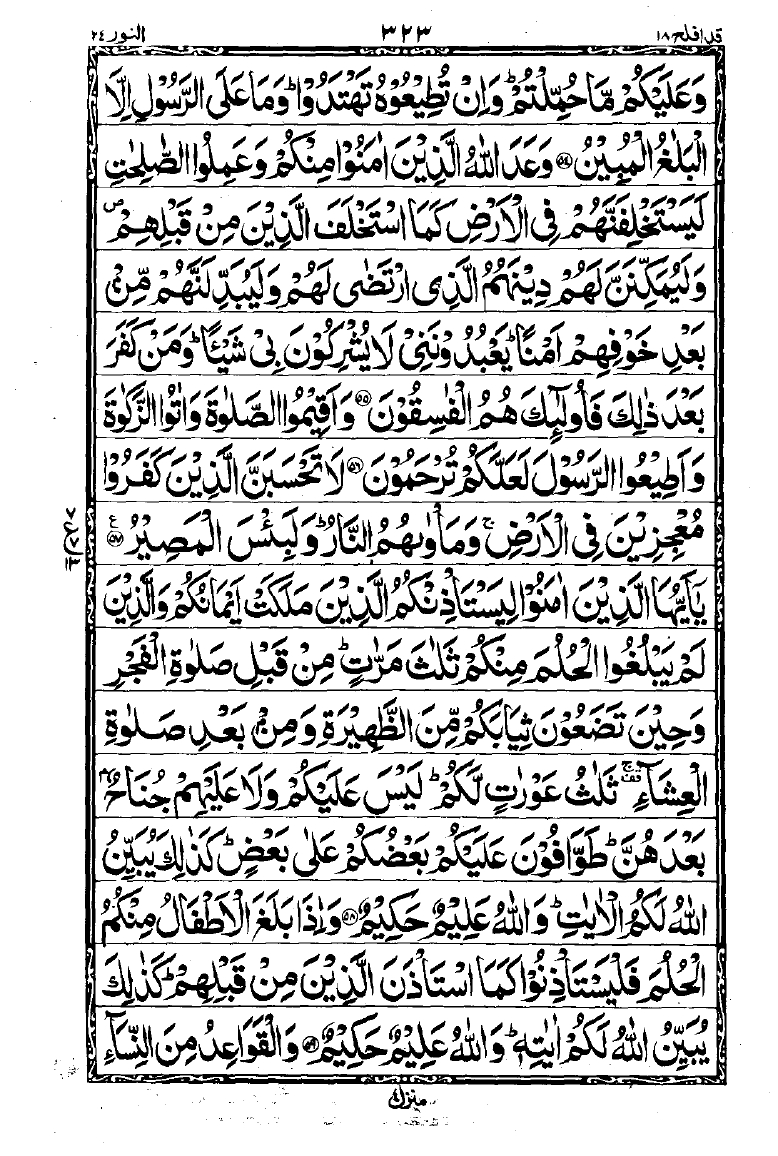 قد افلح ١٨ ٣٢٣ النور ٢٤
وَعَلَيْكُمْ مَّا حُمِّلْتُمْ ؕ وَاِنْ تُطِيْعُوْهُ تَهْتَدُوْا ؕ وَمَا عَلَى الرَّسُوْلِ اِلَّا
الْبَلٰغُ الْمُبِيْنُ ﴿۵۴﴾ وَعَدَ اللّٰهُ الَّذِيْنَ اٰمَنُوْا مِنْكُمْ وَعَمِلُوا الصّٰلِحٰتِ
لَيَسْتَخْلِفَنَّهُمْ فِى الْاَرْضِ كَمَا اسْتَخْلَفَ الَّذِيْنَ مِنْ قَبْلِهِمْ ۪
وَلَيُمَكِّنَنَّ لَهُمْ دِيْنَهُمُ الَّذِى ارْتَضٰى لَهُمْ وَلَيُبَدِّلَنَّهُمْ مِّنْۢ
بَعْدِ خَوْفِهِمْ اَمْنًا ؕ يَعْبُدُوْنَنِىْ لَا يُشْرِكُوْنَ بِىْ شَيْـًٔا ؕ وَمَنْ كَفَرَ
بَعْدَ ذٰلِكَ فَاُولٰٓئِكَ هُمُ الْفٰسِقُوْنَ ﴿۵۵﴾ وَاَقِيْمُوا الصَّلٰوةَ وَاٰتُوا الزَّكٰوةَ
وَاَطِيْعُوا الرَّسُوْلَ لَعَلَّكُمْ تُرْحَمُوْنَ ﴿۵۶﴾ لَا تَحْسَبَنَّ الَّذِيْنَ كَفَرُوْا
مُعْجِزِيْنَ فِى الْاَرْضِ ۚ وَمَاْوٰىهُمُ النَّارُ ؕ وَلَبِئْسَ الْمَصِيْرُ ﴿۵۷﴾ ع
يٰۤاَيُّهَا الَّذِيْنَ اٰمَنُوْا لِيَسْتَاْذِنْكُمُ الَّذِيْنَ مَلَكَتْ اَيْمَانُكُمْ وَالَّذِيْنَ
لَمْ يَبْلُغُوا الْحُلُمَ مِنْكُمْ ثَلٰثَ مَرّٰتٍ ؕ مِنْ قَبْلِ صَلٰوةِ الْفَجْرِ
وَحِيْنَ تَضَعُوْنَ ثِيَابَكُمْ مِّنَ الظَّهِيْرَةِ وَمِنْۢ بَعْدِ صَلٰوةِ
الْعِشَآءِ ۚ قف ثَلٰثُ عَوْرٰتٍ لَّكُمْ ؕ لَيْسَ عَلَيْكُمْ وَلَا عَلَيْهِمْ جُنَاحٌۢ
بَعْدَهُنَّ ؕ طَوّٰفُوْنَ عَلَيْكُمْ بَعْضُكُمْ عَلٰى بَعْضٍ ؕ كَذٰلِكَ يُبَيِّنُ
اللّٰهُ لَكُمُ الْاٰيٰتِ ؕ وَاللّٰهُ عَلِيْمٌ حَكِيْمٌ ﴿۵۸﴾ وَاِذَا بَلَغَ الْاَطْفَالُ مِنْكُمُ
الْحُلُمَ فَلْيَسْتَاْذِنُوْا كَمَا اسْتَاْذَنَ الَّذِيْنَ مِنْ قَبْلِهِمْ ؕ كَذٰلِكَ
يُبَيِّنُ اللّٰهُ لَكُمْ اٰيٰتِهٖ ؕ وَاللّٰهُ عَلِيْمٌ حَكِيْمٌ ﴿۵۹﴾ وَالْقَوَاعِدُ مِنَ النِّسَآءِ
منزل ٤